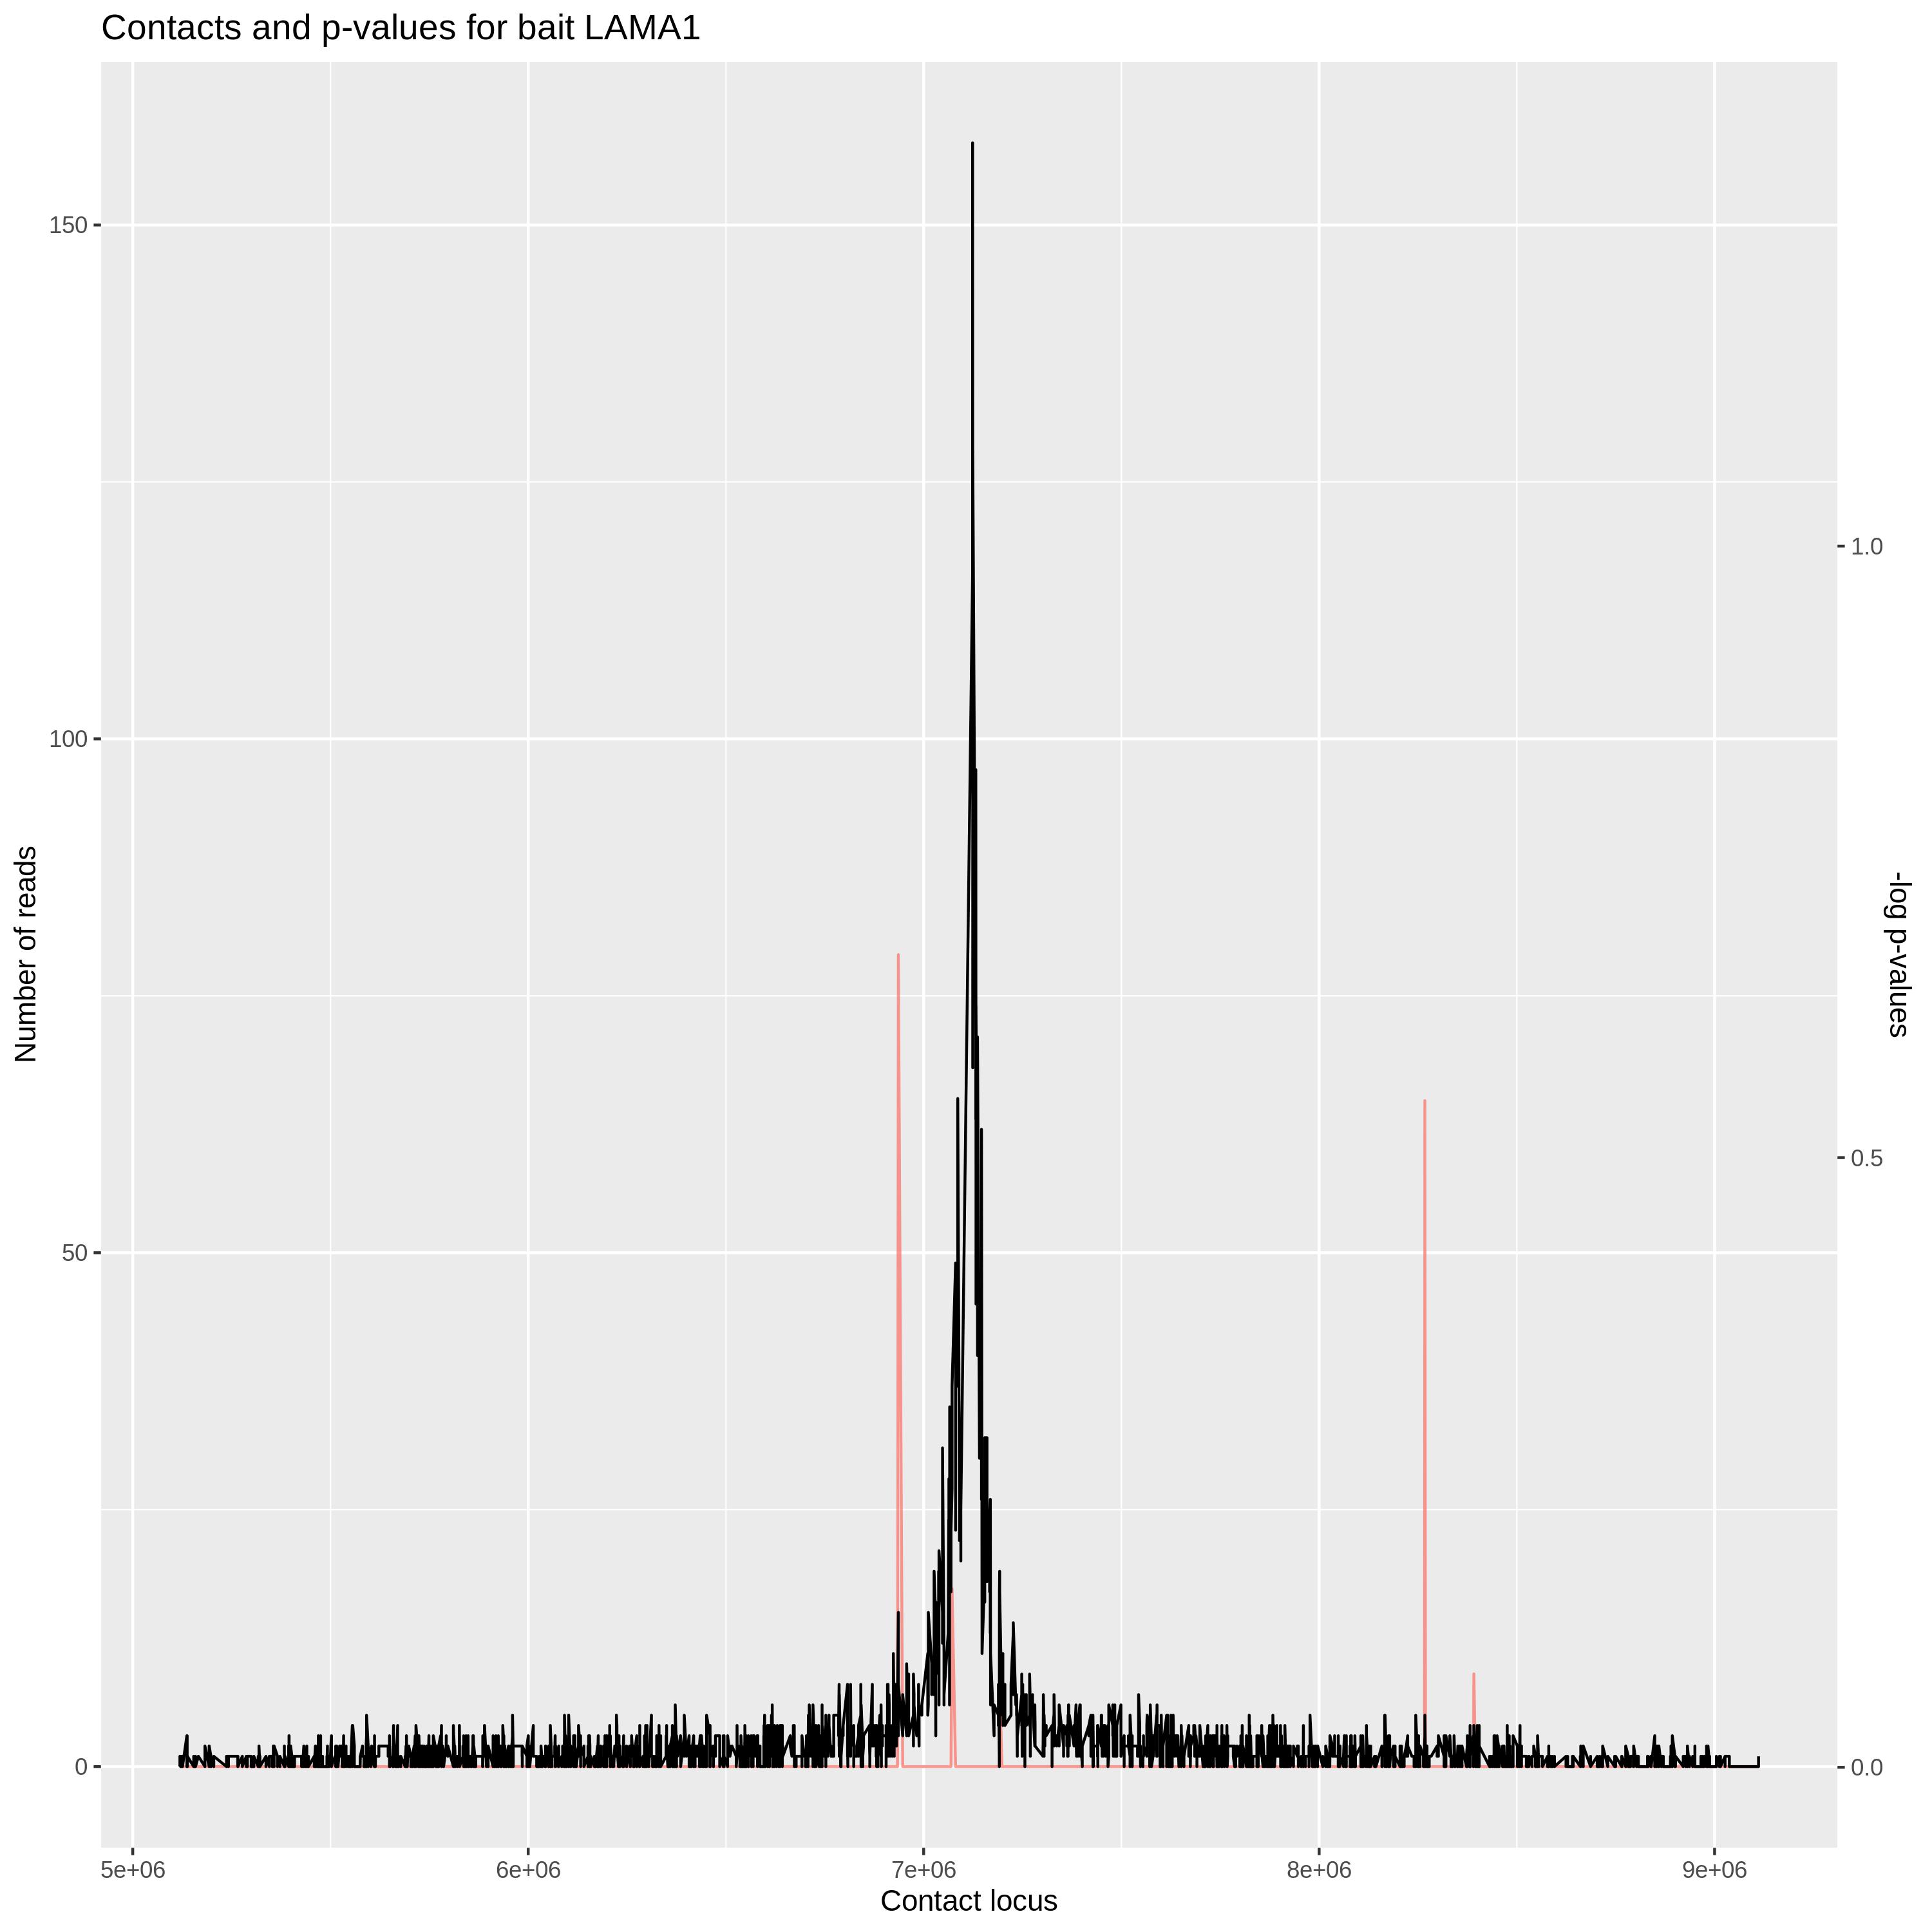 Contacts and p-values for bait LAMA1
150
100
50
0
Number of reads
1.0
0.5
0.0
-log p-values
5e+06
6e+06
7e+06
8e+06
9e+06
Contact locus